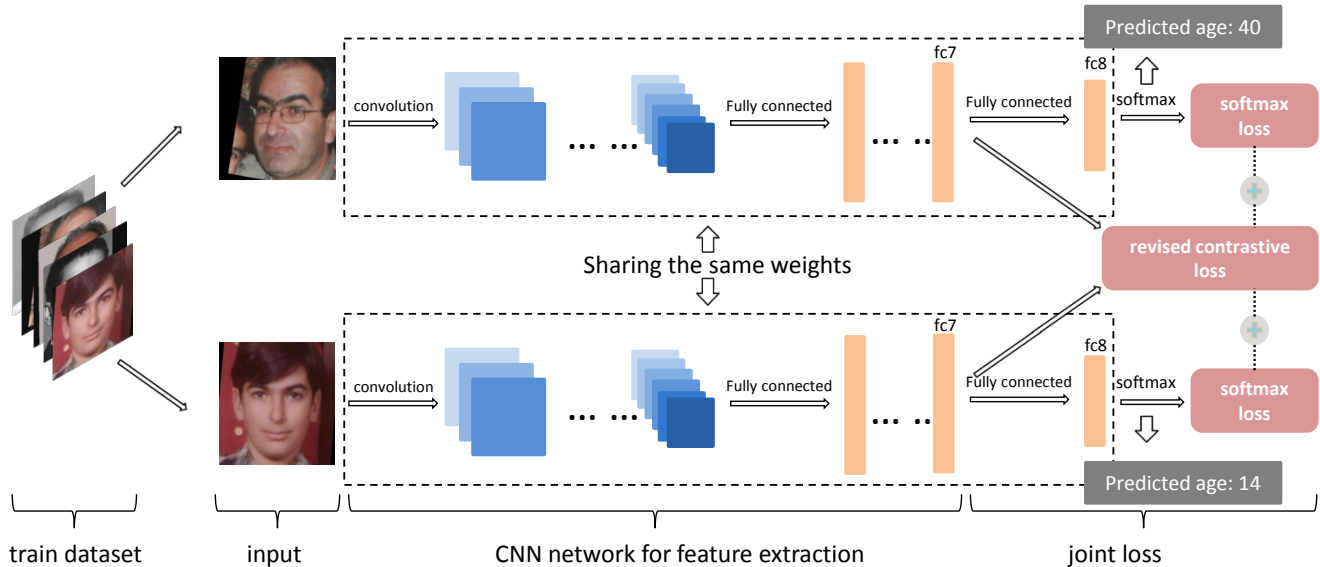 Predicted age: 40
fc7
fc8
convolution
Fully connected
Fully connected
softmax
softmax
loss
... ...
... ..
Sharing the same weights
revised contrastive
loss
fc7
fc8
convolution
Fully connected
Fully connected
softmax
softmax
loss
... ...
... ..
Predicted age: 14
train dataset
input
CNN network for feature extraction
joint loss